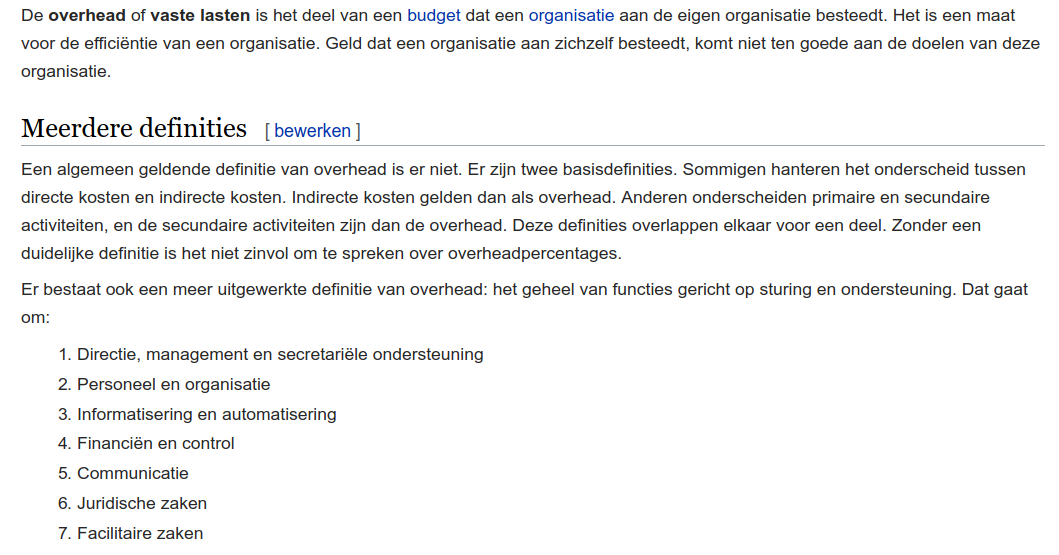 De overhead of vaste lasten is het deel van een budget dat een organisatie aan de eigen organisatie besteedt. Het is een maat
voor de efficiëntie van een organisatie. Geld dat een organisatie aan zichzelf besteedt, komt niet ten goede aan de doelen van deze
organisatie.
Meerdere definities [ bewerken ]
Een algemeen geldende definitie van overhead is er niet. Er zijn twee basisdefinities. Sommigen hanteren het onderscheid tussen
directe kosten en indirecte kosten. Indirecte kosten gelden dan als overhead. Anderen onderscheiden primaire en secundaire
activiteiten, en de secundaire activiteiten zijn dan de overhead. Deze definities overlappen elkaar voor een deel. Zonder een
duidelijke definitie is het niet zinvol om te spreken over overheadpercentages.
Er bestaat ook een meer uitgewerkte definitie van overhead: het geheel van functies gericht op sturing en ondersteuning. Dat gaat
om:
1. Directie, management en secretariële ondersteuning
2. Personeel en organisatie
3. Informatisering en automatisering
4. Financiën en control
5. Communicatie
6. Juridische zaken
7. Facilitaire zaken